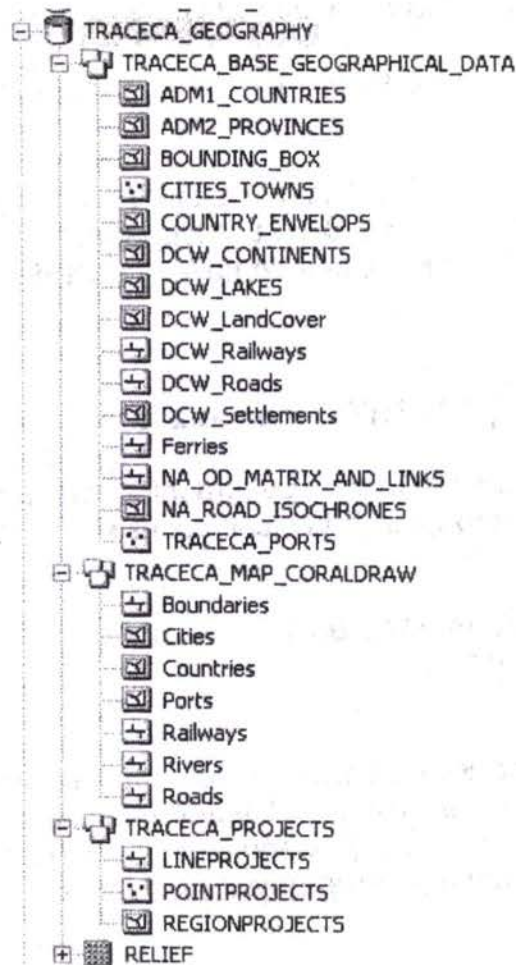 TRACECA_GEOGRAPHY
TRACECA_BASE_GEOGRAPHICAL_DATA
ADM1_COUNTRIES
ADM2_PROVINCES
BOUNDING_BOX
CITIES_TOWNS
COUNTRY_ENVELOPS
DCW_CONTINENTS
DCW_LAKES
DCW_LandCover
DCW_Railways
DCW_Roads
DCW_Settlements
Ferries
NA_OD_MATRIX_AND_LINKS
NA_ROAD_ISOCHRONES
TRACECA_PORTS
TRACECA_MAP_CORALDRAW
Boundaries
Cities
Countries
Ports
Railways
Rivers
Roads
TRACECA_PROJECTS
LINEPROJECTS
POINTPROJECTS
REGIONPROJECTS
RELIEF